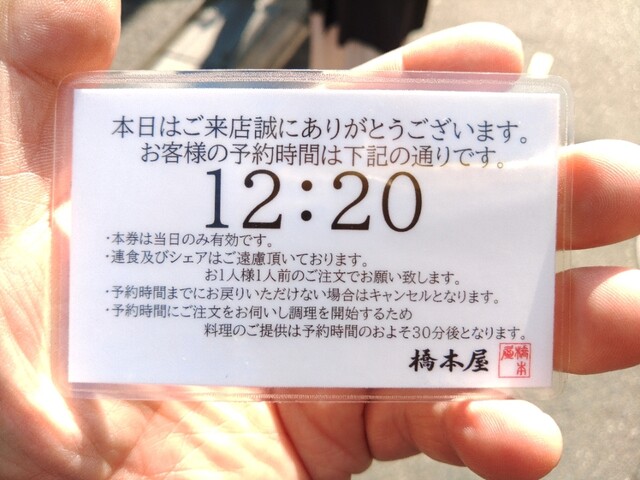 本日はご来店誠にありがとうございます。
お客様の予約時間は下記の通りです。
12:20
・本券は当日のみ有効です。
・連食及びシェアはご遠慮頂いております。
お1人様1人前のご注文でお願い致します。
・予約時間までにお戻りいただけない場合はキャンセルとなります。
・予約時間にご注文をお伺いし調理を開始するため
料理のご提供は予約時間のおよそ30分後となります。
橋本屋
橋本屋